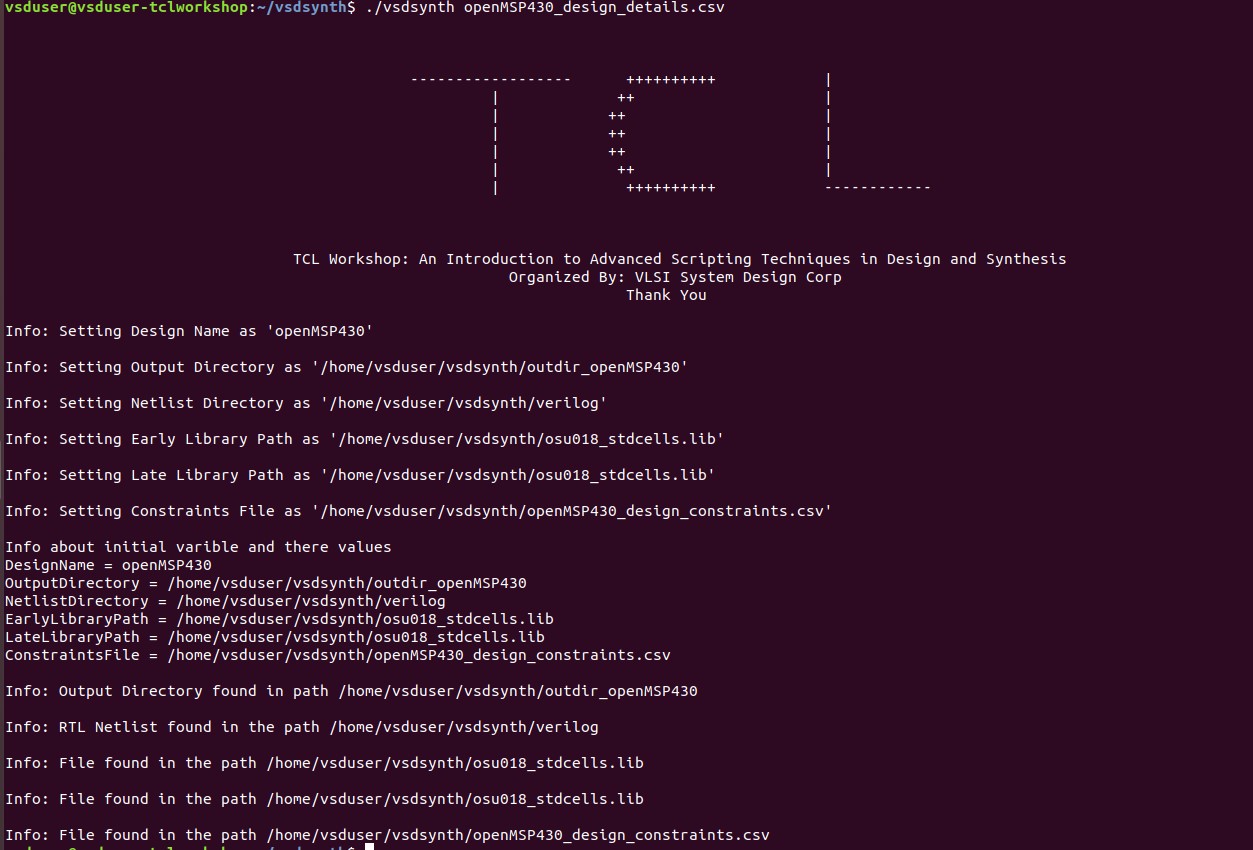 vsduser@vsduser-tclworkshop:~/vsdsynth$ ./vsdsynth openMSP430_design_details.csv
------------------      ++++++++++            |
|             ++                     |
|            ++                      |
|            ++                      |
|            ++                      |
|             ++                     |
|              ++++++++++            ------------
TCL Workshop: An Introduction to Advanced Scripting Techniques in Design and Synthesis
Organized By: VLSI System Design Corp
Thank You
Info: Setting Design Name as 'openMSP430'
Info: Setting Output Directory as '/home/vsduser/vsdsynth/outdir_openMSP430'
Info: Setting Netlist Directory as '/home/vsduser/vsdsynth/verilog'
Info: Setting Early Library Path as '/home/vsduser/vsdsynth/osu018_stdcells.lib'
Info: Setting Late Library Path as '/home/vsduser/vsdsynth/osu018_stdcells.lib'
Info: Setting Constraints File as '/home/vsduser/vsdsynth/openMSP430_design_constraints.csv'
Info about initial varible and there values
DesignName = openMSP430
OutputDirectory = /home/vsduser/vsdsynth/outdir_openMSP430
NetlistDirectory = /home/vsduser/vsdsynth/verilog
EarlyLibraryPath = /home/vsduser/vsdsynth/osu018_stdcells.lib
LateLibraryPath = /home/vsduser/vsdsynth/osu018_stdcells.lib
ConstraintsFile = /home/vsduser/vsdsynth/openMSP430_design_constraints.csv
Info: Output Directory found in path /home/vsduser/vsdsynth/outdir_openMSP430
Info: RTL Netlist found in the path /home/vsduser/vsdsynth/verilog
Info: File found in the path /home/vsduser/vsdsynth/osu018_stdcells.lib
Info: File found in the path /home/vsduser/vsdsynth/osu018_stdcells.lib
Info: File found in the path /home/vsduser/vsdsynth/openMSP430_design_constraints.csv